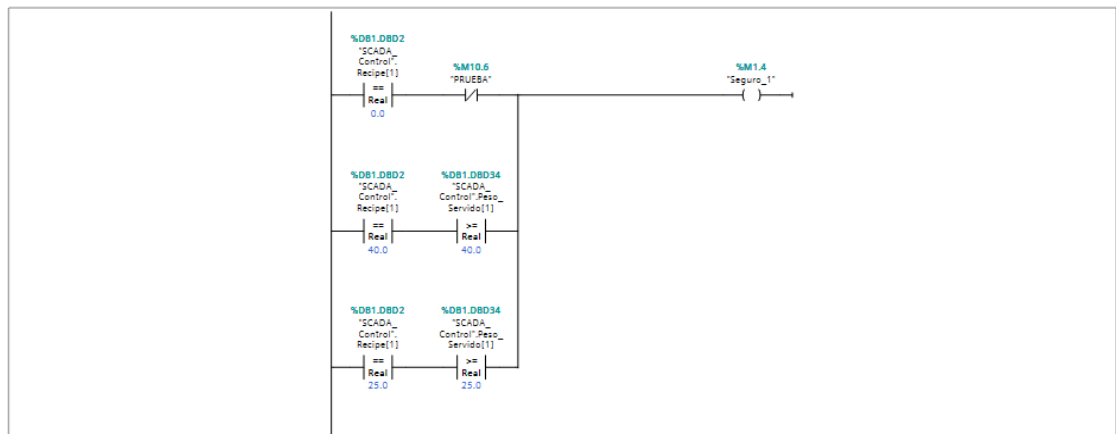 %DB1.DBD2
"SCADA_
Control".
Recipe[1]
==
Real
0.0
%M10.6
"PRUEBA"
%M1.4
"Seguro_1"
%DB1.DBD2
"SCADA_
Control".
Recipe[1]
==
Real
40.0
%DB1.DBD34
"SCADA_
Control".Peso_
Servido[1]
>=
Real
40.0
%DB1.DBD2
"SCADA_
Control".
Recipe[1]
==
Real
25.0
%DB1.DBD34
"SCADA_
Control".Peso_
Servido[1]
>=
Real
25.0